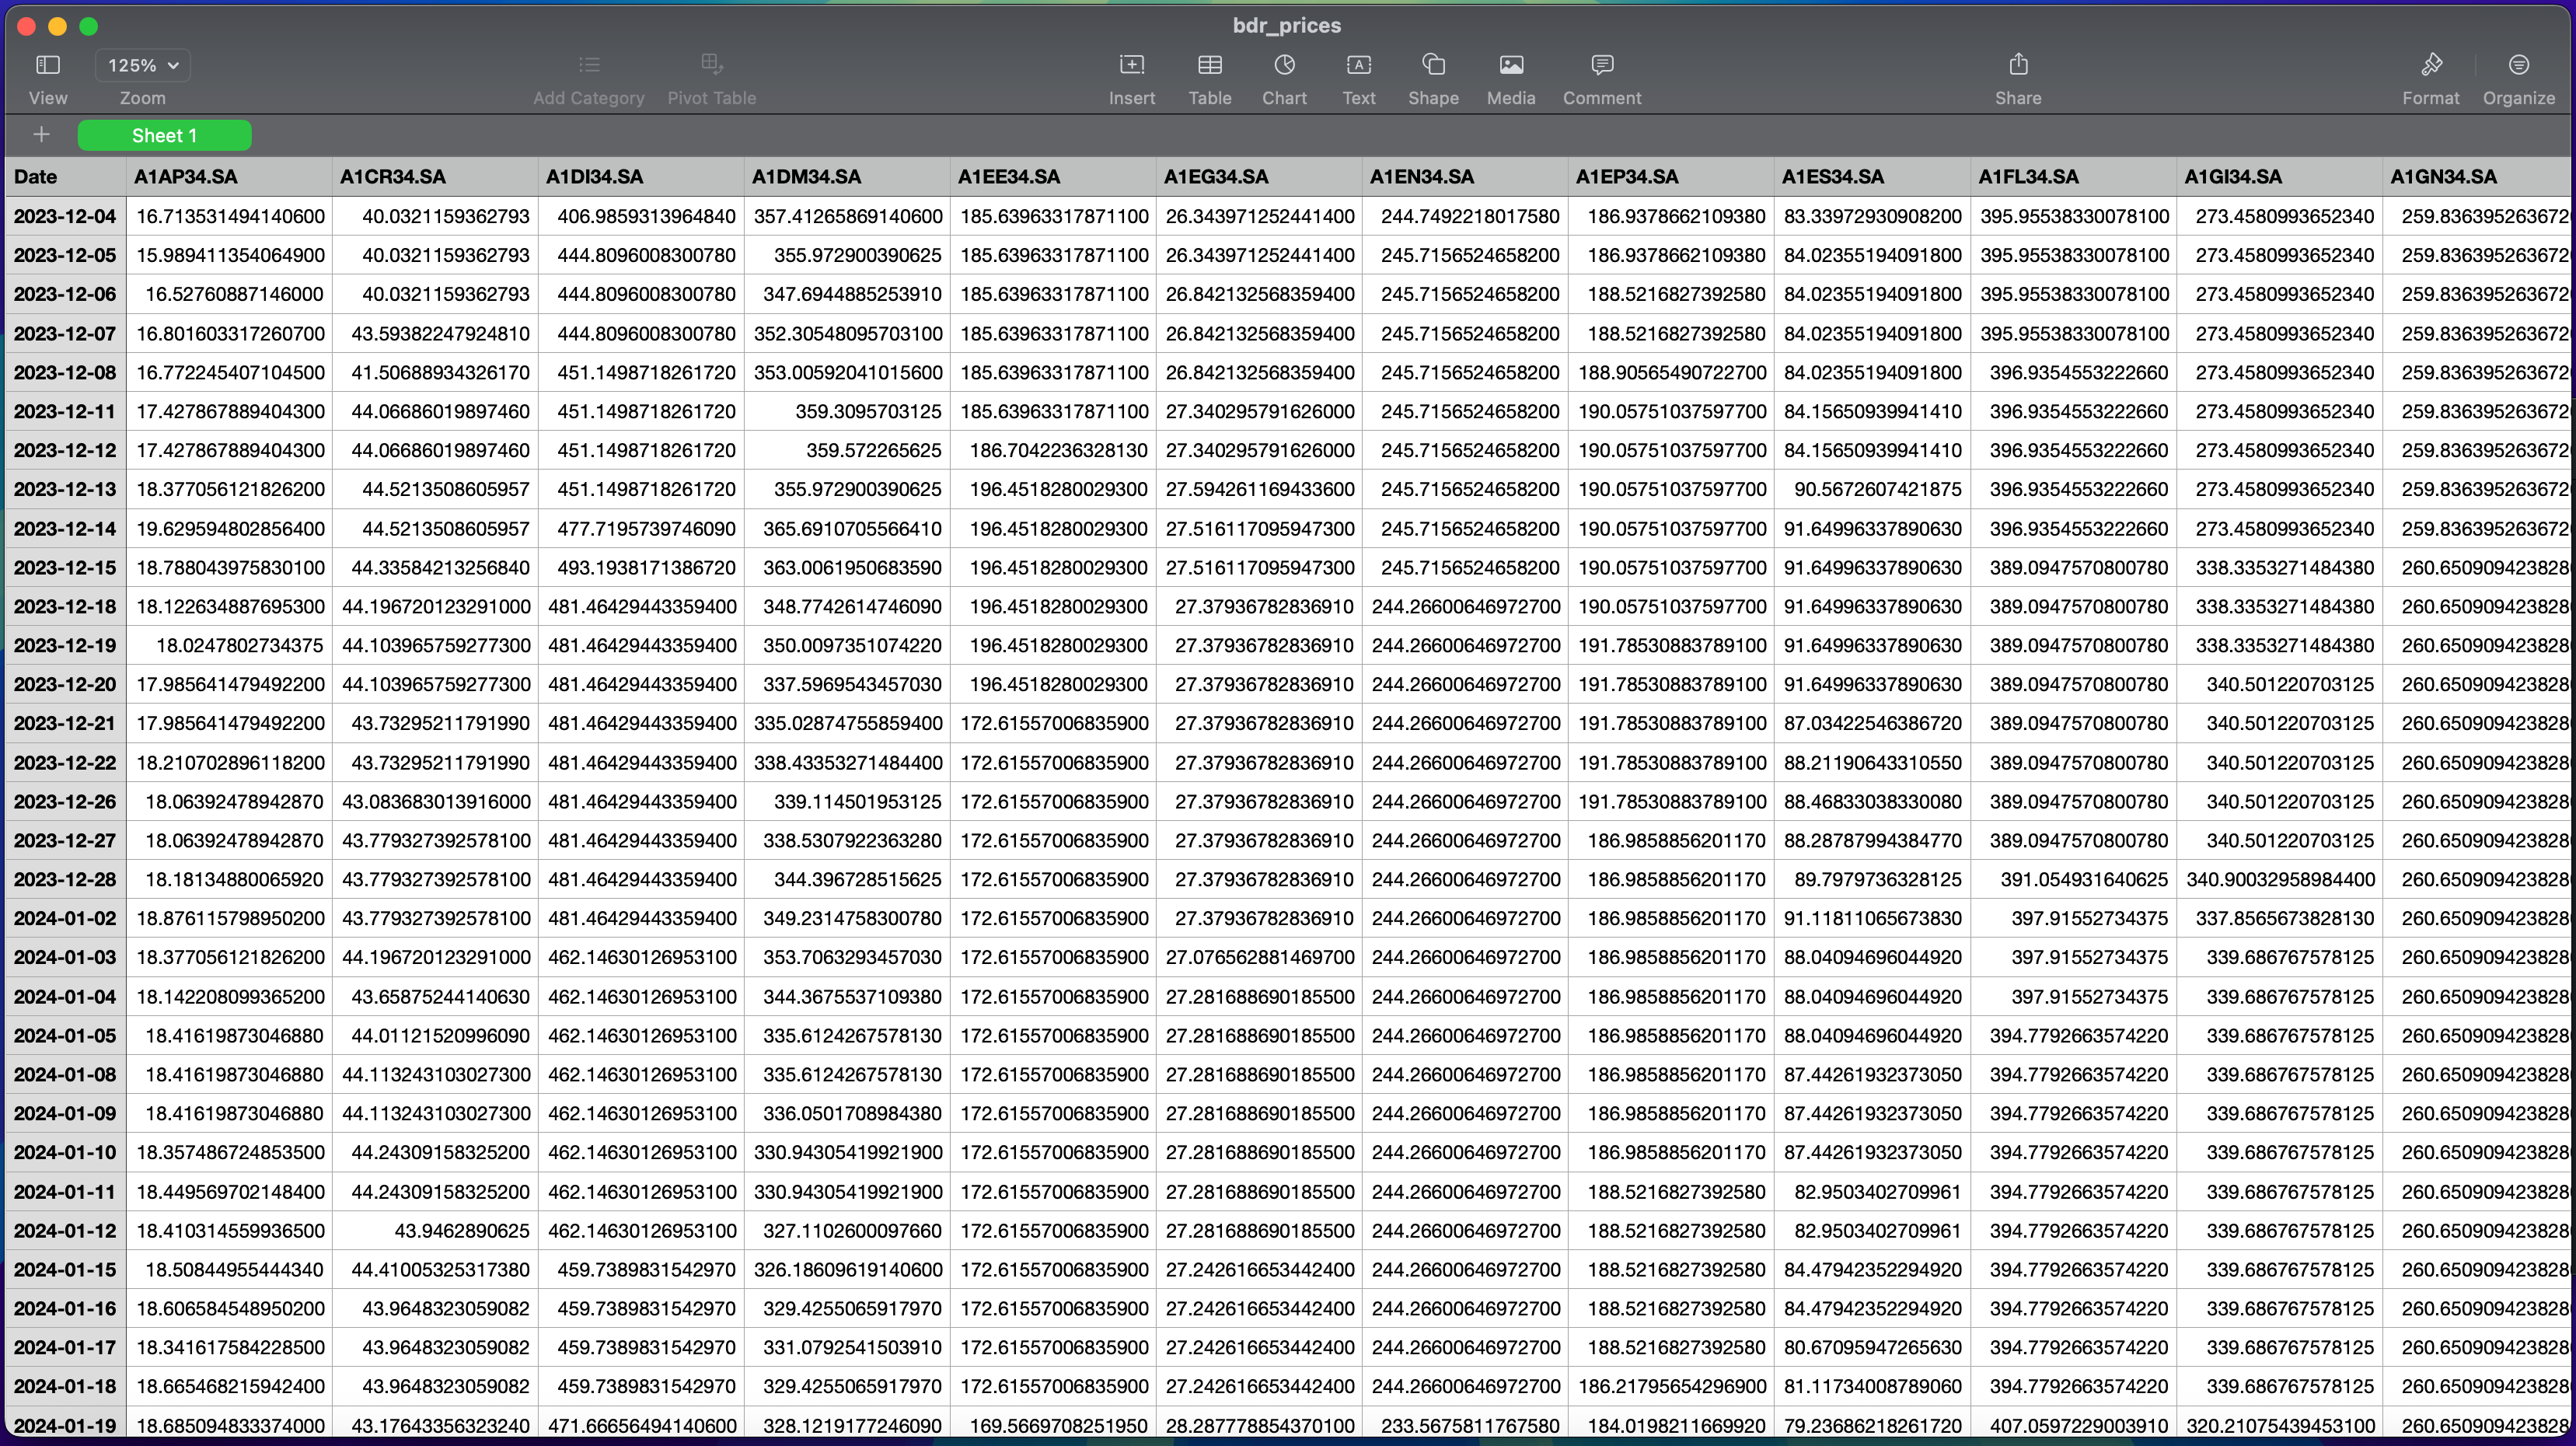 bdr_prices
125%
View Zoom Add Category Pivot Table Insert Table Chart Text Shape Media Comment Share Format Organize
Sheet 1
Date A1AP34.SA A1CR34.SA A1DI34.SA A1DM34.SA A1EE34.SA A1EG34.SA A1EN34.SA A1EP34.SA A1ES34.SA A1FL34.SA A1GI34.SA A1GN34.SA
2023-12-04 16.713531494140600 40.0321159362793 406.9859313964840 357.41265869140600 185.63963317871100 26.343971252441400 244.7492218017580 186.9378662109380 83.33972930908200 395.95538330078100 273.4580993652340 259.836395263672
2023-12-05 15.989411354064900 40.0321159362793 444.8096008300780 355.972900390625 185.63963317871100 26.343971252441400 245.7156524658200 186.9378662109380 84.02355194091800 395.95538330078100 273.4580993652340 259.836395263672
2023-12-06 16.52760887146000 40.0321159362793 444.8096008300780 347.6944885253910 185.63963317871100 26.842132568359400 245.7156524658200 188.5216827392580 84.02355194091800 395.95538330078100 273.4580993652340 259.836395263672
2023-12-07 16.801603317260700 43.59382247924810 444.8096008300780 352.30548095703100 185.63963317871100 26.842132568359400 245.7156524658200 188.5216827392580 84.02355194091800 395.95538330078100 273.4580993652340 259.836395263672
2023-12-08 16.772245407104500 41.50688934326170 451.1498718261720 353.00592041015600 185.63963317871100 26.842132568359400 245.7156524658200 188.90565490722700 84.02355194091800 396.9354553222660 273.4580993652340 259.836395263672
2023-12-11 17.427867889404300 44.06686019897460 451.1498718261720 359.3095703125 185.63963317871100 27.340295791626000 245.7156524658200 190.05751037597700 84.15650939941410 396.9354553222660 273.4580993652340 259.836395263672
2023-12-12 17.427867889404300 44.06686019897460 451.1498718261720 359.572265625 186.7042236328130 27.340295791626000 245.7156524658200 190.05751037597700 84.15650939941410 396.9354553222660 273.4580993652340 259.836395263672
2023-12-13 18.377056121826200 44.5213508605957 451.1498718261720 355.972900390625 196.4518280029300 27.594261169433600 245.7156524658200 190.05751037597700 90.5672607421875 396.9354553222660 273.4580993652340 259.836395263672
2023-12-14 19.629594802856400 44.5213508605957 477.7195739746090 365.6910705566410 196.4518280029300 27.516117095947300 245.7156524658200 190.05751037597700 91.64996337890630 396.9354553222660 273.4580993652340 259.836395263672
2023-12-15 18.788043975830100 44.33584213256840 493.1938171386720 363.0061950683590 196.4518280029300 27.516117095947300 245.7156524658200 190.05751037597700 91.64996337890630 389.0947570800780 338.3353271484380 260.650909423828
2023-12-18 18.122634887695300 44.196720123291000 481.46429443359400 348.7742614746090 196.4518280029300 27.37936782836910 244.26600646972700 190.05751037597700 91.64996337890630 389.0947570800780 338.3353271484380 260.650909423828
2023-12-19 18.0247802734375 44.103965759277300 481.46429443359400 350.0097351074220 196.4518280029300 27.37936782836910 244.26600646972700 191.78530883789100 91.64996337890630 389.0947570800780 338.3353271484380 260.650909423828
2023-12-20 17.985641479492200 44.103965759277300 481.46429443359400 337.5969543457030 196.4518280029300 27.37936782836910 244.26600646972700 191.78530883789100 91.64996337890630 389.0947570800780 340.501220703125 260.650909423828
2023-12-21 17.985641479492200 43.73295211791990 481.46429443359400 335.02874755859400 172.61557006835900 27.37936782836910 244.26600646972700 191.78530883789100 87.03422546386720 389.0947570800780 340.501220703125 260.650909423828
2023-12-22 18.210702896118200 43.73295211791990 481.46429443359400 338.43353271484400 172.61557006835900 27.37936782836910 244.26600646972700 191.78530883789100 88.21190643310550 389.0947570800780 340.501220703125 260.650909423828
2023-12-26 18.06392478942870 43.083683013916000 481.46429443359400 339.114501953125 172.61557006835900 27.37936782836910 244.26600646972700 191.78530883789100 88.46833038330080 389.0947570800780 340.501220703125 260.650909423828
2023-12-27 18.06392478942870 43.779327392578100 481.46429443359400 338.5307922363280 172.61557006835900 27.37936782836910 244.26600646972700 186.9858856201170 88.28787994384770 389.0947570800780 340.501220703125 260.650909423828
2023-12-28 18.18134880065920 43.779327392578100 481.46429443359400 344.396728515625 172.61557006835900 27.37936782836910 244.26600646972700 186.9858856201170 89.7979736328125 391.054931640625 340.90032958984400 260.650909423828
2024-01-02 18.876115798950200 43.779327392578100 481.46429443359400 349.2314758300780 172.61557006835900 27.37936782836910 244.26600646972700 186.9858856201170 91.11811065673830 397.91552734375 337.8565673828130 260.650909423828
2024-01-03 18.377056121826200 44.196720123291000 462.14630126953100 353.7063293457030 172.61557006835900 27.076562881469700 244.26600646972700 186.9858856201170 88.04094696044920 397.91552734375 339.686767578125 260.650909423828
2024-01-04 18.142208099365200 43.65875244140630 462.14630126953100 344.3675537109380 172.61557006835900 27.281688690185500 244.26600646972700 186.9858856201170 88.04094696044920 397.91552734375 339.686767578125 260.650909423828
2024-01-05 18.41619873046880 44.01121520996090 462.14630126953100 335.6124267578130 172.61557006835900 27.281688690185500 244.26600646972700 186.9858856201170 88.04094696044920 394.7792663574220 339.686767578125 260.650909423828
2024-01-08 18.41619873046880 44.113243103027300 462.14630126953100 335.6124267578130 172.61557006835900 27.281688690185500 244.26600646972700 186.9858856201170 87.44261932373050 394.7792663574220 339.686767578125 260.650909423828
2024-01-09 18.41619873046880 44.113243103027300 462.14630126953100 336.0501708984380 172.61557006835900 27.281688690185500 244.26600646972700 186.9858856201170 87.44261932373050 394.7792663574220 339.686767578125 260.650909423828
2024-01-10 18.357486724853500 44.24309158325200 462.14630126953100 330.94305419921900 172.61557006835900 27.281688690185500 244.26600646972700 186.9858856201170 87.44261932373050 394.7792663574220 339.686767578125 260.650909423828
2024-01-11 18.449569702148400 44.24309158325200 462.14630126953100 330.94305419921900 172.61557006835900 27.281688690185500 244.26600646972700 188.5216827392580 82.9503402709961 394.7792663574220 339.686767578125 260.650909423828
2024-01-12 18.410314559936500 43.9462890625 462.14630126953100 327.1102600097660 172.61557006835900 27.281688690185500 244.26600646972700 188.5216827392580 82.9503402709961 394.7792663574220 339.686767578125 260.650909423828
2024-01-15 18.50844955444340 44.41005325317380 459.7389831542970 326.18609619140600 172.61557006835900 27.242616653442400 244.26600646972700 188.5216827392580 84.47942352294920 394.7792663574220 339.686767578125 260.650909423828
2024-01-16 18.606584548950200 43.9648323059082 459.7389831542970 329.4255065917970 172.61557006835900 27.242616653442400 244.26600646972700 188.5216827392580 84.47942352294920 394.7792663574220 339.686767578125 260.650909423828
2024-01-17 18.341617584228500 43.9648323059082 459.7389831542970 331.0792541503910 172.61557006835900 27.242616653442400 244.26600646972700 188.5216827392580 80.67095947265630 394.7792663574220 339.686767578125 260.650909423828
2024-01-18 18.665468215942400 43.9648323059082 459.7389831542970 329.4255065917970 172.61557006835900 27.242616653442400 244.26600646972700 186.21795654296900 81.11734008789060 394.7792663574220 339.686767578125 260.650909423828
2024-01-19 18.685094833374000 43.17643356323240 471.66656494140600 328.1219177246090 169.5669708251950 28.287778854370100 233.5675811767580 184.0198211669920 79.23686218261720 407.0597229003910 320.21075439453100 260.650909423828